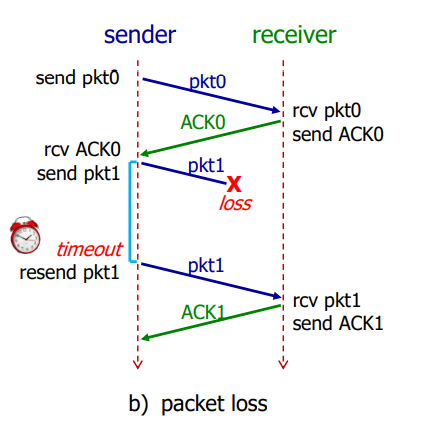 sender receiver
send pkt0
pkt0
rcv pkt0
send ACK0
ACK0
rcv ACK0
send pkt1
pkt1
X
loss
timeout
resend pkt1
pkt1
rcv pkt1
send ACK1
ACK1
b) packet loss